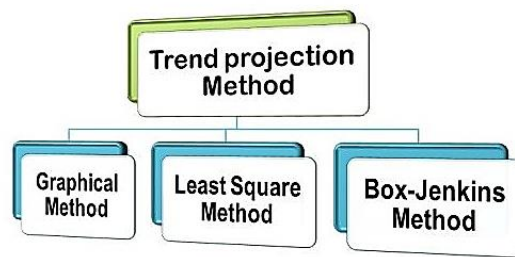 Trend projection
Method
Graphical
Method
Least Square
Method
Box-Jenkins
Method